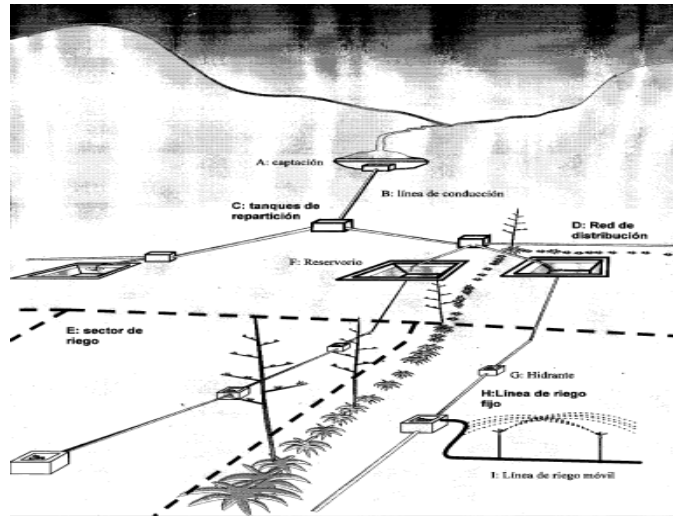 A: captación
B: línea de conducción
C: tanques de
repartición
D: Red de
distribución
F: Reservorio
E: sector de
riego
G: Hidrante
H:Línea de riego
fijo
I: Línea de riego móvil